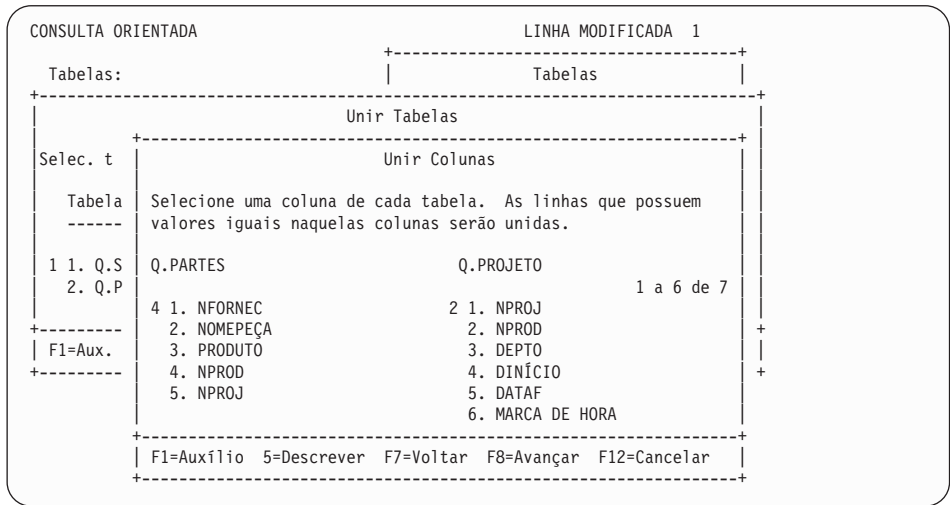 CONSULTA ORIENTADA LINHA MODIFICADA 1
+-------------------------------------+
Tabelas: | Tabelas |
+-----------------------------------------------------------------------------+
| Unir Tabelas |
| +----------------------------------------------------------------+ |
|Selec. t | Unir Colunas | |
| | | |
| Tabela | Selecione uma coluna de cada tabela. As linhas que possuem | |
| ------ | valores iguais naquelas colunas serão unidas. | |
| | | |
| 1 1. Q.S | Q.PARTES Q.PROJETO | |
| 2. Q.P | 1 a 6 de 7 | |
| | 4 1. NFORNEC 2 1. NPROJ | |
+--------- | 2. NOMEPEÇA 2. NPROD | +
| F1=Aux. | 3. PRODUTO 3. DEPTO | |
+--------- | 4. NPROD 4. DINÍCIO | +
| 5. NPROJ 5. DATAF |
| 6. MARCA DE HORA |
+----------------------------------------------------------------+
| F1=Auxílio 5=Descrever F7=Voltar F8=Avançar F12=Cancelar |
+----------------------------------------------------------------+